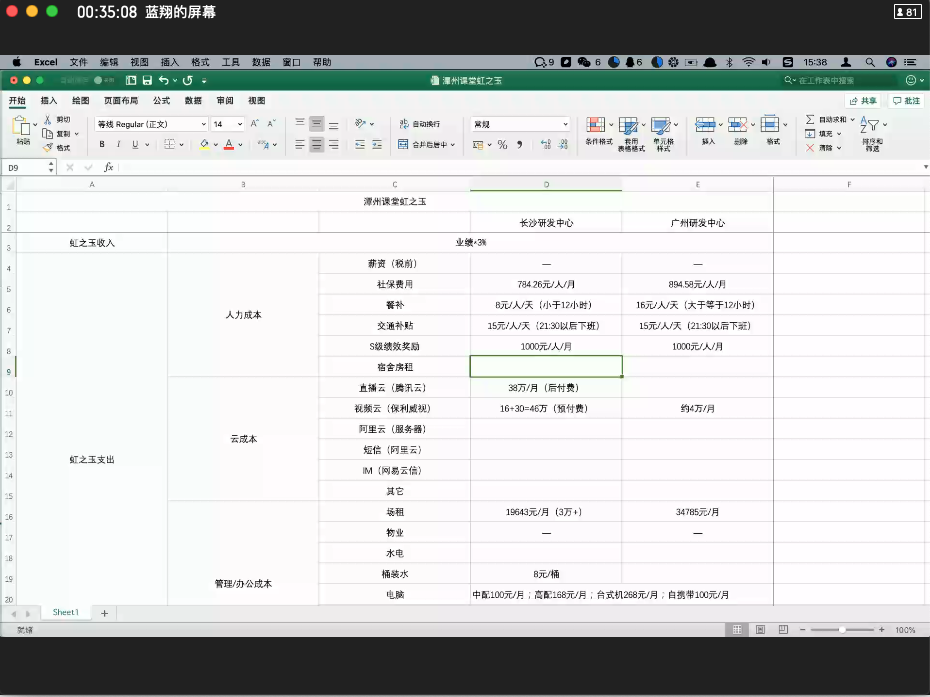 00:35:08 蓝翔的屏幕 81
Excel 文件 编辑 视图 插入 格式 工具 数据 窗口 帮助 9 6 6 15:38
潭州课堂虹之玉 在工作表中搜索
开始 插入 绘图 页面布局 公式 数据 审阅 视图 共享 批注
粘贴 剪切 复制 格式 等线 Regular (正文) 14 自动换行 合并后居中 常规 条件格式 套用表格格式 单元格样式 插入 删除 格式 自动求和 填充 清除 排序和筛选
D9 fx
A B C D E F
1 潭州课堂虹之玉
2 长沙研发中心 广州研发中心
3 虹之玉收入 业绩*3%
4 薪资（税前） — —
5 社保费用 784.26元/人/月 894.58元/人/月
6 人力成本 餐补 8元/人/天（小于12小时） 16元/人/天（大于等于12小时）
7 交通补贴 15元/人/天（21:30以后下班） 15元/人/天（21:30以后下班）
8 S级绩效奖励 1000元/人/月 1000元/人/月
9 宿舍房租
10 直播云（腾讯云） 38万/月（后付费）
11 视频云（保利威视） 16+30=46万（预付费） 约4万/月
12 云成本 阿里云（服务器）
13 虹之玉支出 短信（阿里云）
14 IM（网易云信）
15 其它
16 场租 19643元/月（3万+） 34785元/月
17 物业 — —
18 水电
19 管理/办公成本 桶装水 8元/桶
20 电脑 中配100元/月；高配168元/月；台式机268元/月；自携带100元/月
Sheet1 +
就绪 100%